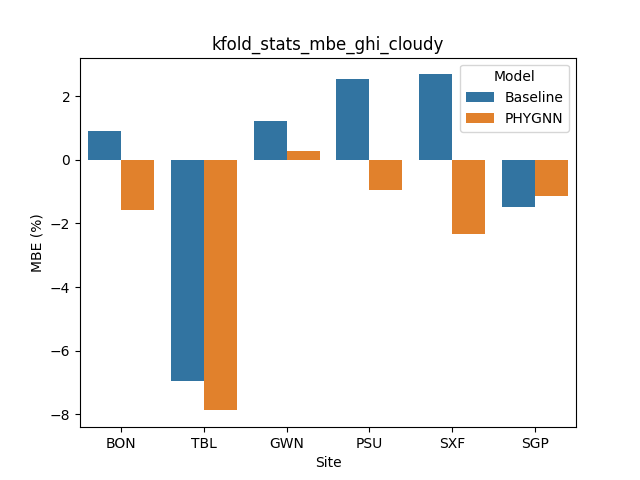 kfold_stats_mbe_ghi_cloudy
Model
Baseline
PHYGNN
2
0
−2
−4
−6
−8
MBE (%)
BON TBL GWN PSU SXF SGP
Site